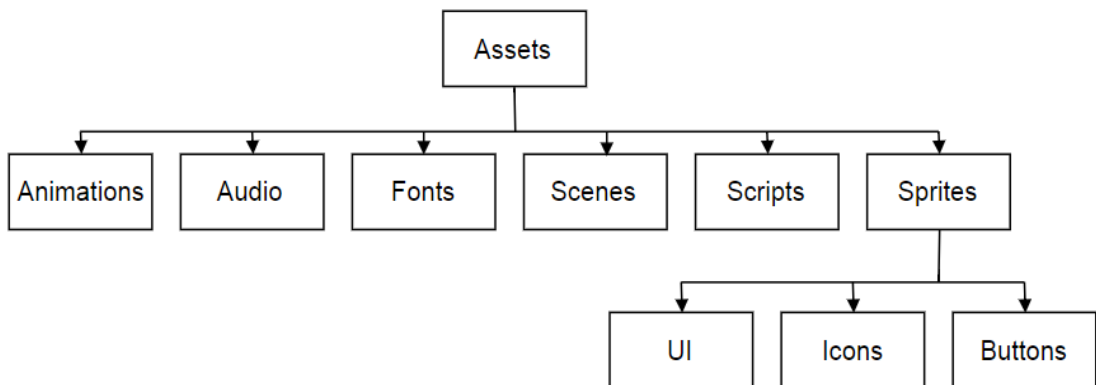 Assets
Animations
Audio
Fonts
Scenes
Scripts
Sprites
UI
Icons
Buttons